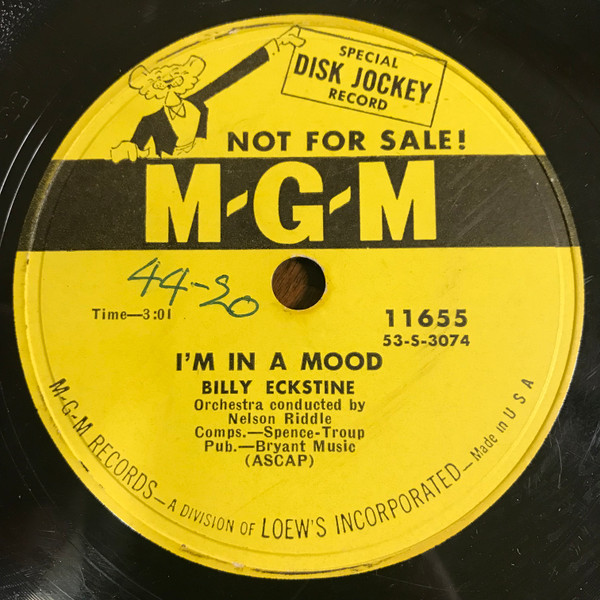 SPECIAL
DISK JOCKEY
RECORD
NOT FOR SALE!
M-G-M
44-20
Time—3:01
11655
53-S-3074
I'M IN A MOOD
BILLY ECKSTINE
Orchestra conducted by
Nelson Riddle
Comps.—Spence-Troup
Pub.—Bryant Music
(ASCAP)
M-G-M RECORDS—A DIVISION OF LOEW'S INCORPORATED—Made in U S A